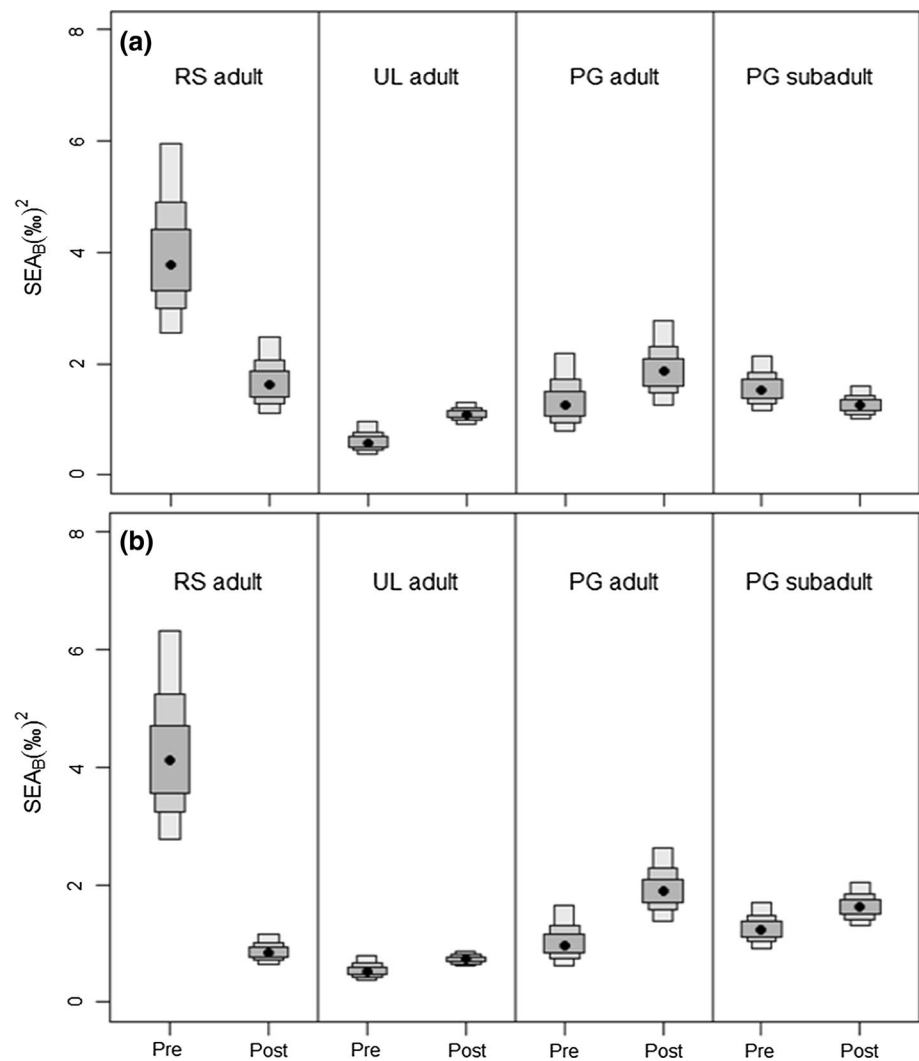 (a)
RS adult UL adult PG adult PG subadult
8
6
4
2
0
SEA_B(‰)²
(b)
RS adult UL adult PG adult PG subadult
8
6
4
2
0
SEA_B(‰)²
Pre Post Pre Post Pre Post Pre Post